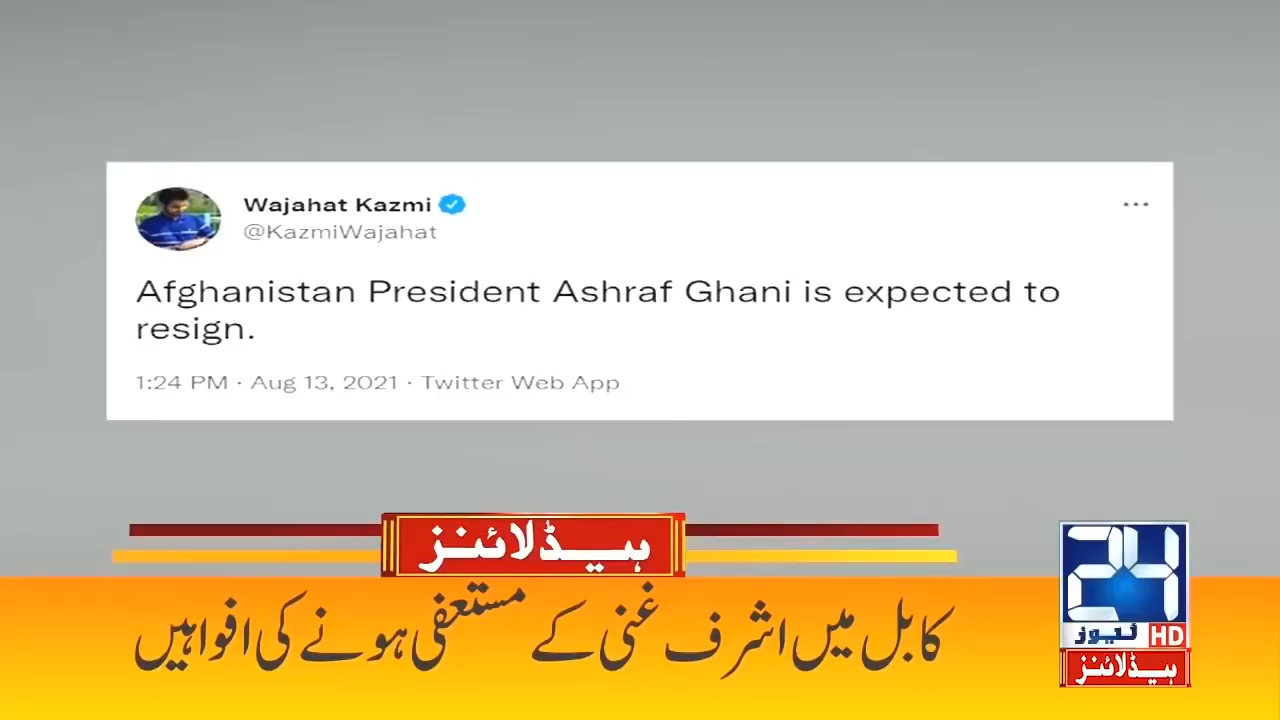 Wajahat Kazmi
@KazmiWajahat
Afghanistan President Ashraf Ghani is expected to
resign.
1:24 PM · Aug 13, 2021 · Twitter Web App
ہیڈلائنز
کابل میں اشرف غنی کے مستعفی ہونے کی افواہیں
24
نیوز HD
ہیڈلائنز